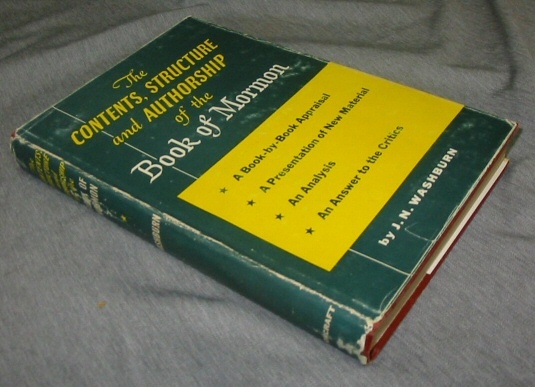 The
CONTENTS, STRUCTURE
and AUTHORSHIP
of the
Book of Mormon
★ A Book-by-Book Appraisal
★ A Presentation of New Material
★ An Analysis
★ An Answer to the Critics
by J. N. WASHBURN